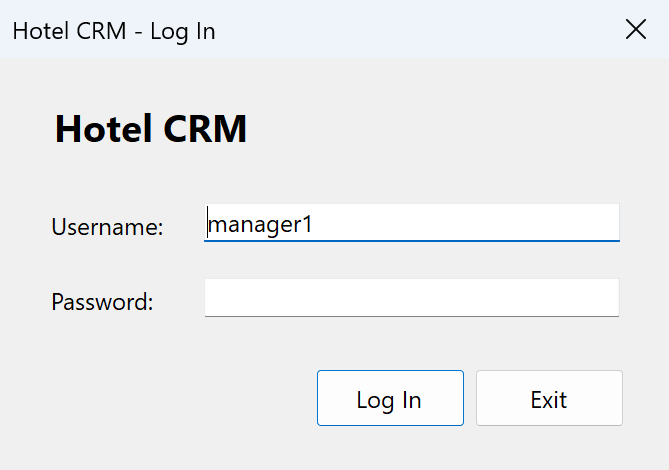 Hotel CRM - Log In
Hotel CRM
Username: manager1
Password:
Log In Exit